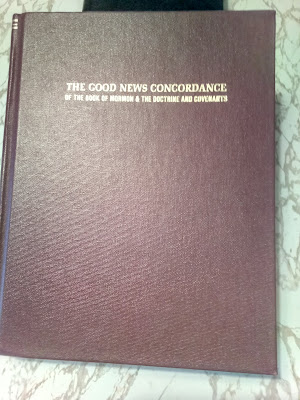 THE GOOD NEWS CONCORDANCE
OF THE BOOK OF MORMON & THE DOCTRINE AND COVENANTS